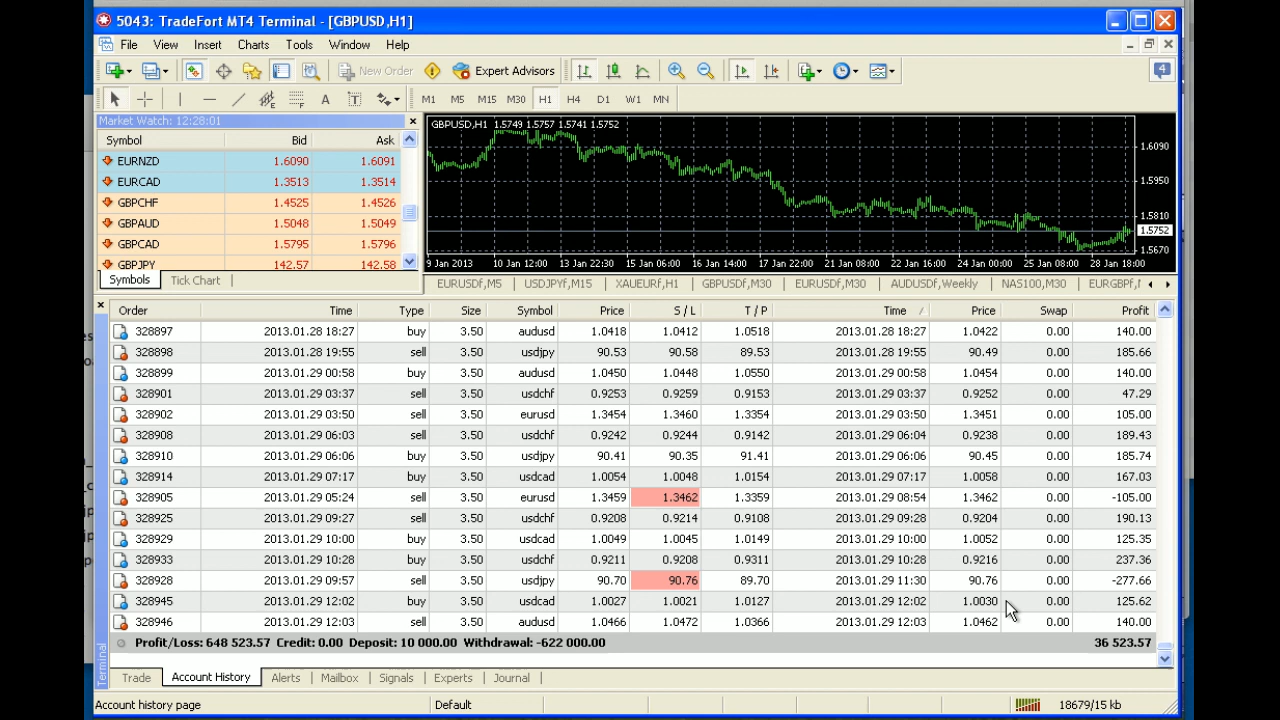 5043: TradeFort MT4 Terminal - [GBPUSD,H1]
File View Insert Charts Tools Window Help
New Order Expert Advisors 4
A T M1 M5 M15 M30 H1 H4 D1 W1 MN
Market Watch: 12:28:01
Symbol Bid Ask
EURNZD 1.6090 1.6091
EURCAD 1.3513 1.3514
GBPCHF 1.4525 1.4526
GBPAUD 1.5048 1.5049
GBPCAD 1.5795 1.5796
GBPJPY 142.57 142.58
Symbols Tick Chart
GBPUSD,H1 1.5749 1.5757 1.5741 1.5752
1.6090
1.5950
1.5810
1.5752
1.5670
9 Jan 2013 10 Jan 12:00 13 Jan 22:30 15 Jan 06:00 16 Jan 14:00 17 Jan 22:00 21 Jan 08:00 22 Jan 16:00 24 Jan 00:00 25 Jan 08:00 28 Jan 18:00
EURUSDf,M5 USDJPYf,M15 XAUEURf,H1 GBPUSDf,M30 EURUSDf,M30 AUDUSDf,Weekly NAS100,M30 EURGBPf,
Order Time Type Size Symbol Price S / L T / P Time / Price Swap Profit
328897 2013.01.28 18:27 buy 3.50 audusd 1.0418 1.0412 1.0518 2013.01.28 18:27 1.0422 0.00 140.00
328898 2013.01.28 19:55 sell 3.50 usdjpy 90.53 90.58 89.53 2013.01.28 19:55 90.49 0.00 185.66
328899 2013.01.29 00:58 buy 3.50 audusd 1.0450 1.0448 1.0550 2013.01.29 00:58 1.0454 0.00 140.00
328901 2013.01.29 03:37 sell 3.50 usdchf 0.9253 0.9259 0.9153 2013.01.29 03:37 0.9252 0.00 47.29
328902 2013.01.29 03:50 sell 3.50 eurusd 1.3454 1.3460 1.3354 2013.01.29 03:50 1.3451 0.00 105.00
328908 2013.01.29 06:03 sell 3.50 usdchf 0.9242 0.9244 0.9142 2013.01.29 06:04 0.9238 0.00 189.43
328910 2013.01.29 06:06 buy 3.50 usdjpy 90.41 90.35 91.41 2013.01.29 06:06 90.45 0.00 185.74
328914 2013.01.29 07:17 buy 3.50 usdcad 1.0054 1.0048 1.0154 2013.01.29 07:17 1.0058 0.00 167.03
328905 2013.01.29 05:24 sell 3.50 eurusd 1.3459 1.3462 1.3359 2013.01.29 08:54 1.3462 0.00 -105.00
328925 2013.01.29 09:27 sell 3.50 usdchf 0.9208 0.9214 0.9108 2013.01.29 09:28 0.9204 0.00 190.13
328929 2013.01.29 10:00 buy 3.50 usdcad 1.0049 1.0045 1.0149 2013.01.29 10:00 1.0052 0.00 125.35
328933 2013.01.29 10:28 buy 3.50 usdchf 0.9211 0.9208 0.9311 2013.01.29 10:28 0.9216 0.00 237.36
328928 2013.01.29 09:57 sell 3.50 usdjpy 90.70 90.76 89.70 2013.01.29 11:30 90.76 0.00 -277.66
328945 2013.01.29 12:02 buy 3.50 usdcad 1.0027 1.0021 1.0127 2013.01.29 12:02 1.0030 0.00 125.62
328946 2013.01.29 12:03 sell 3.50 audusd 1.0466 1.0472 1.0366 2013.01.29 12:03 1.0462 0.00 140.00
Profit/Loss: 648 523.57 Credit: 0.00 Deposit: 10 000.00 Withdrawal: -622 000.00 36 523.57
Terminal
Trade Account History Alerts Mailbox Signals Experts Journal
Account history page Default 18679/15 kb